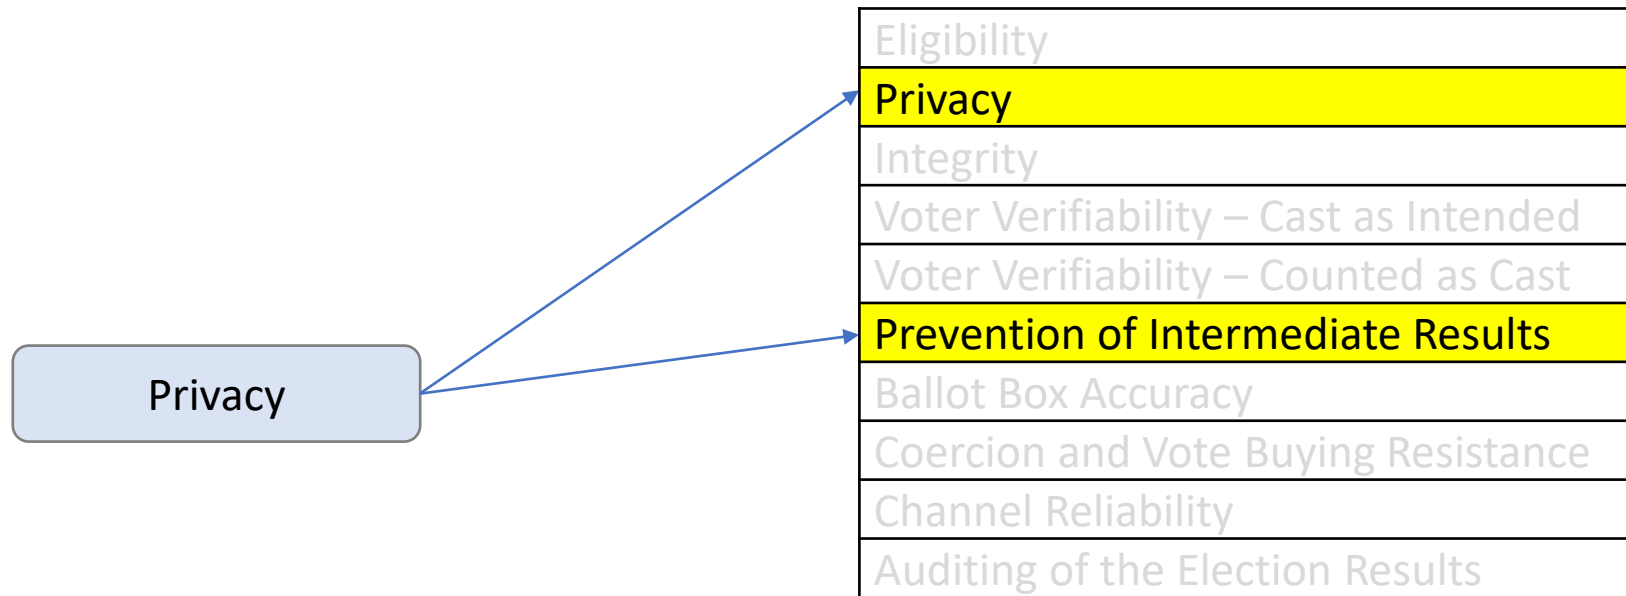 Eligibility
Privacy
Integrity
Voter Verifiability – Cast as Intended
Voter Verifiability – Counted as Cast
Prevention of Intermediate Results
Privacy
Ballot Box Accuracy
Coercion and Vote Buying Resistance
Channel Reliability
Auditing of the Election Results